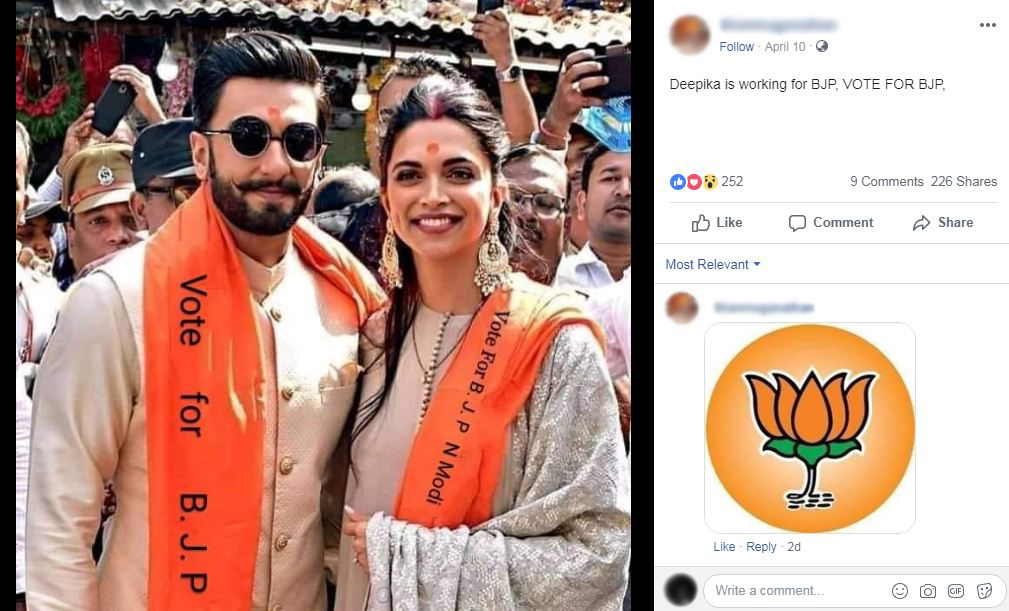 Vote for B.J.P
Vote For B.J.P N Modi
Follow · April 10 ·
Deepika is working for BJP, VOTE FOR BJP,
252
9 Comments 226 Shares
Like Comment Share
Most Relevant
Like · Reply · 2d
Write a comment...
GIF